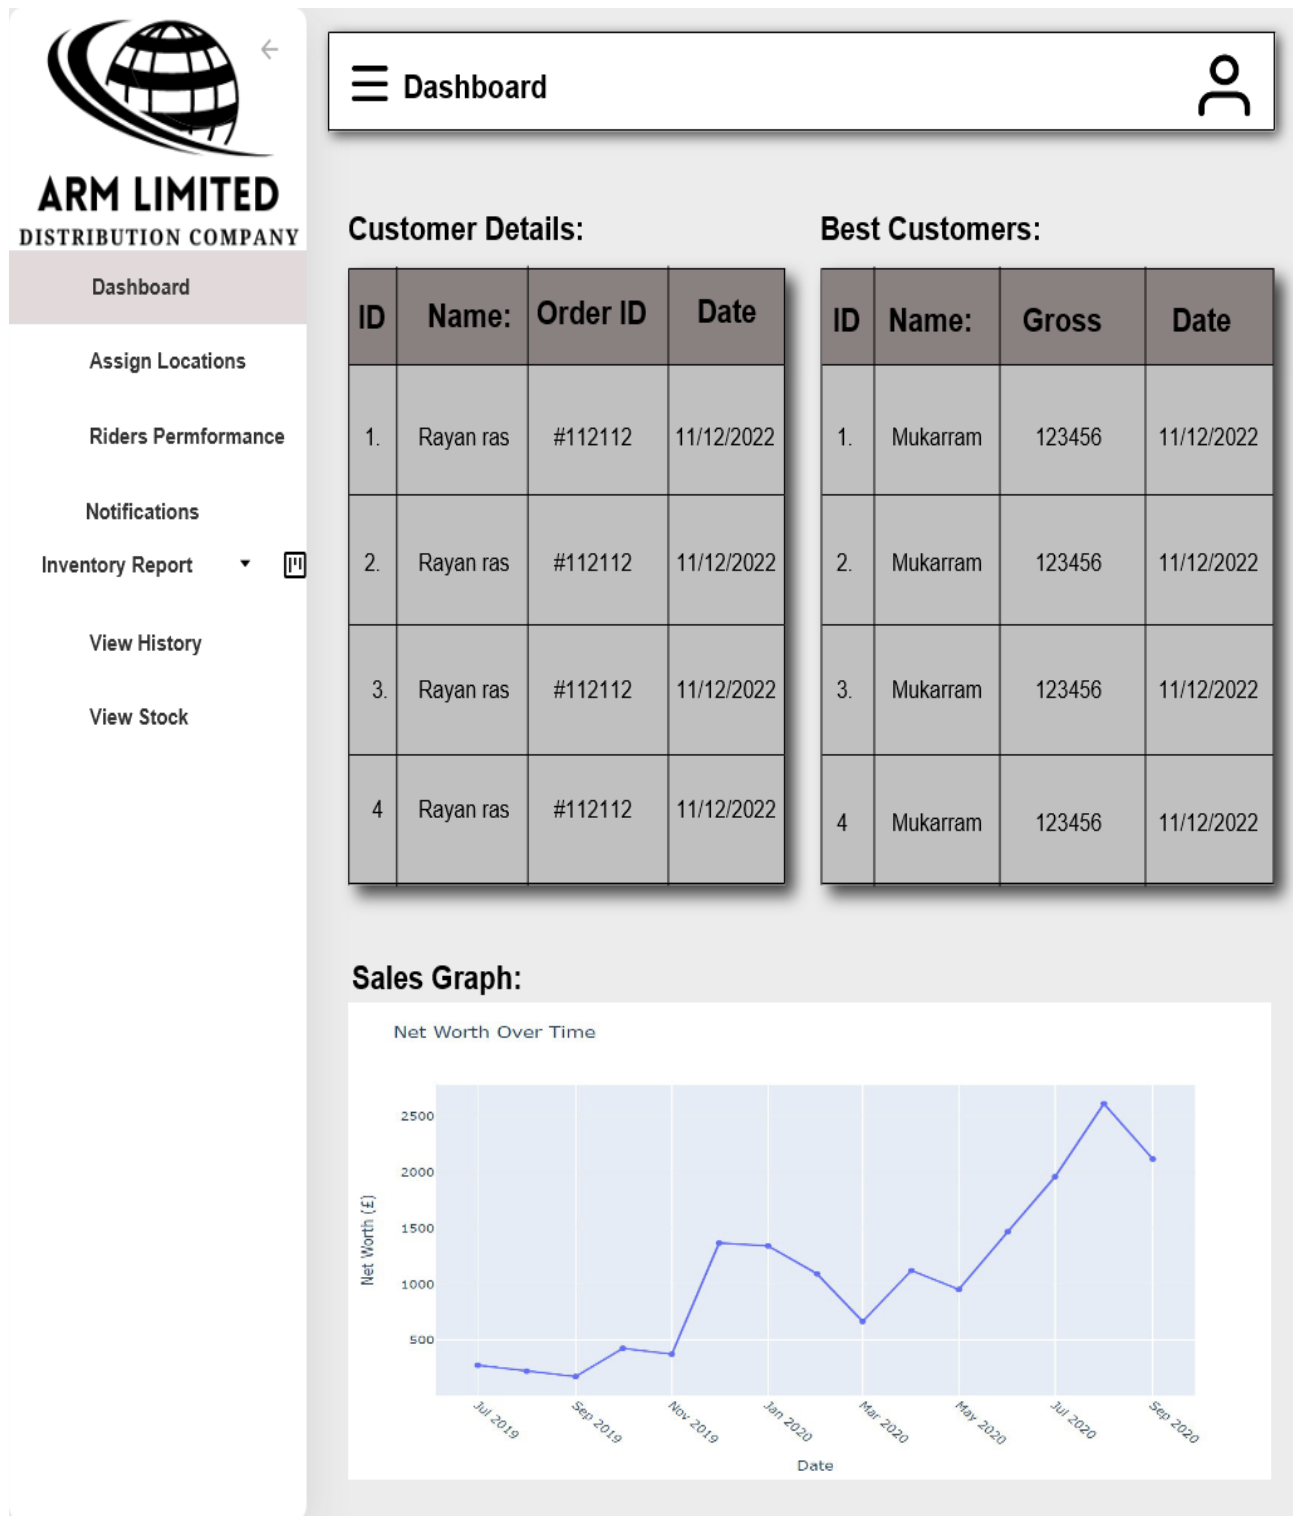 ARM LIMITED
DISTRIBUTION COMPANY
Dashboard
Assign Locations
Riders Permformance
Notifications
Inventory Report
View History
View Stock
Dashboard
Customer Details:
ID Name: Order ID Date
1. Rayan ras #112112 11/12/2022
2. Rayan ras #112112 11/12/2022
3. Rayan ras #112112 11/12/2022
4 Rayan ras #112112 11/12/2022
Best Customers:
ID Name: Gross Date
1. Mukarram 123456 11/12/2022
2. Mukarram 123456 11/12/2022
3. Mukarram 123456 11/12/2022
4 Mukarram 123456 11/12/2022
Sales Graph:
Net Worth Over Time
Net Worth (£)
2500
2000
1500
1000
500
Jul 2019 Sep 2019 Nov 2019 Jan 2020 Mar 2020 May 2020 Jul 2020 Sep 2020
Date